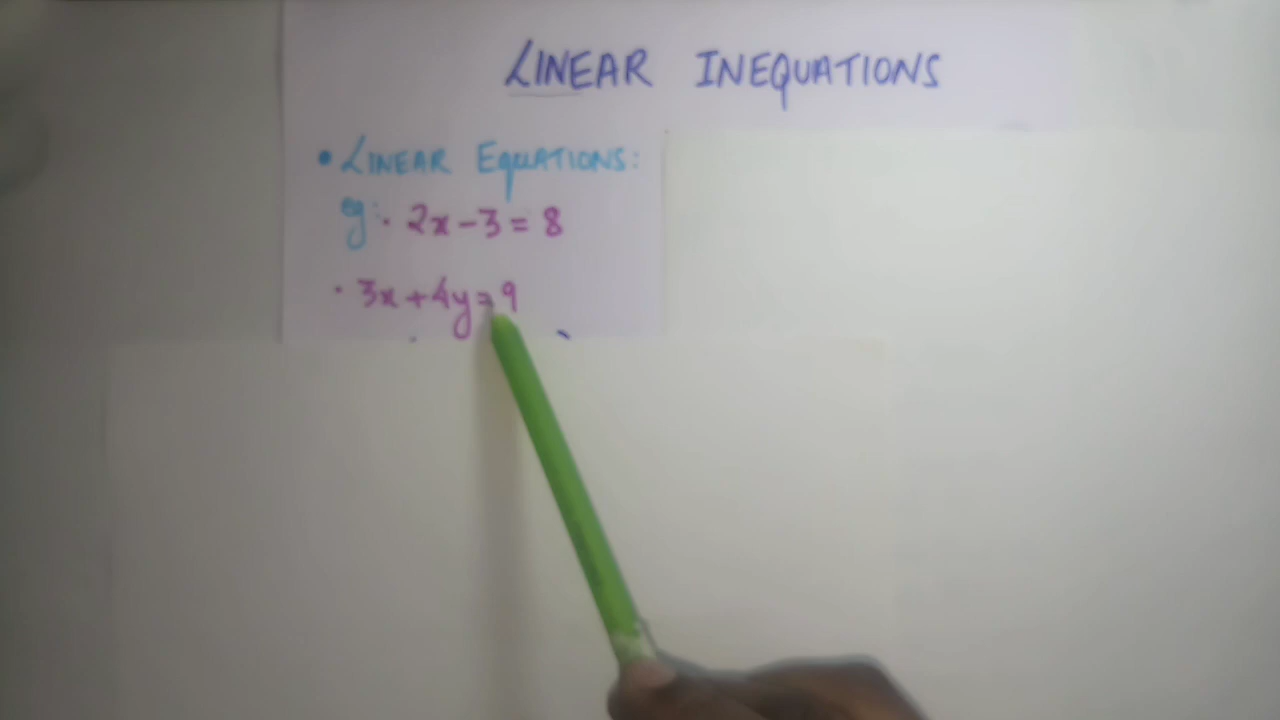 LINEAR INEQUATIONS
• LINEAR EQUATIONS:
eg: · 2x - 3 = 8
· 3x + 4y = 9